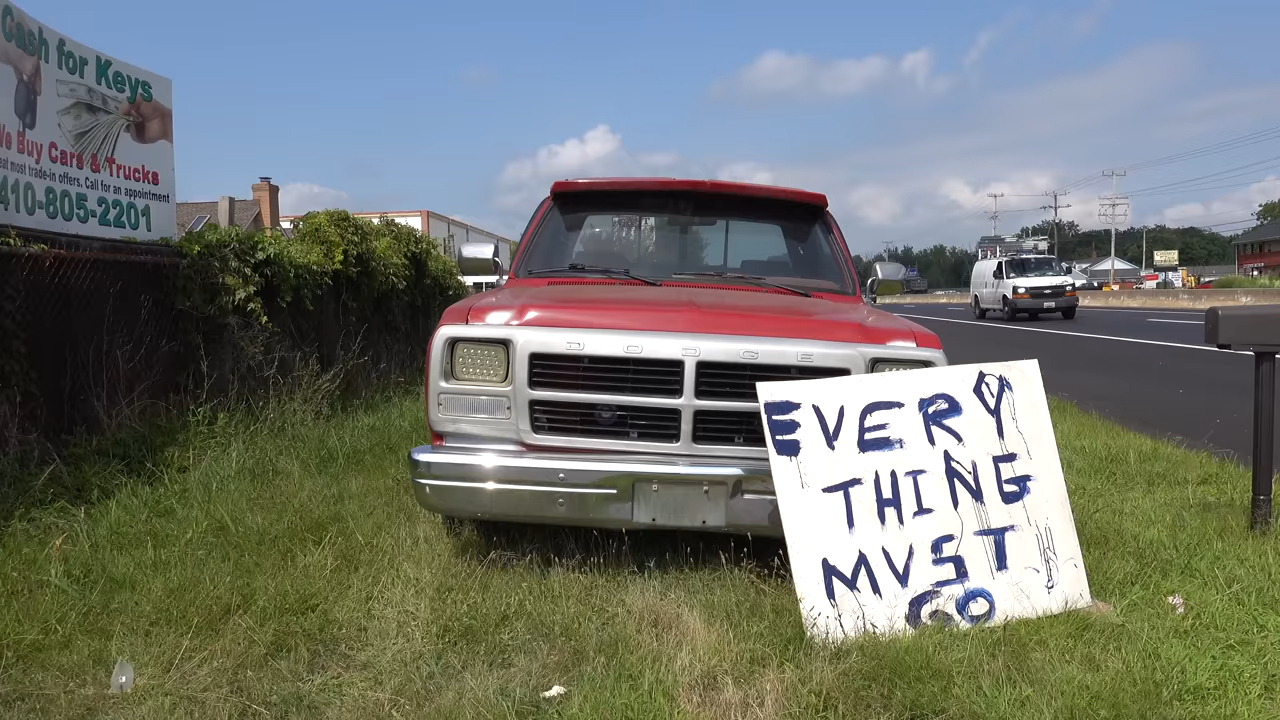 Cash for Keys
We Buy Cars & Trucks
most trade-in offers. Call for an appointment
410-805-2201
DODGE
EVERY
THING
MVST
GO